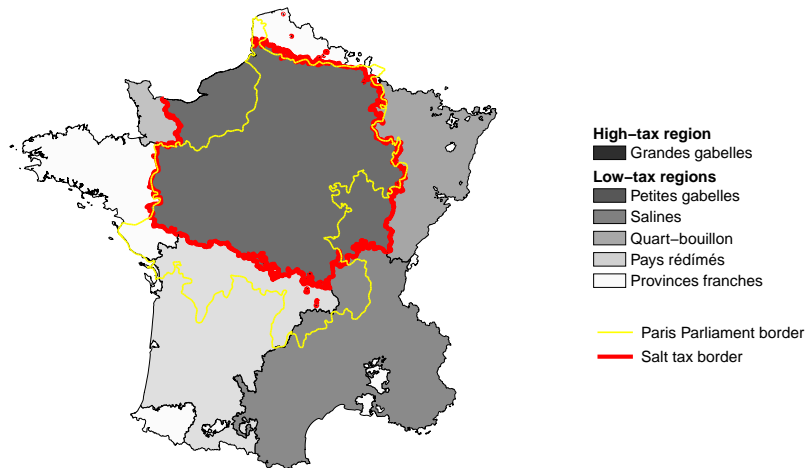 High−tax region
Grandes gabelles
Low−tax regions
Petites gabelles
Salines
Quart−bouillon
Pays rédímés
Provinces franches
Paris Parliament border
Salt tax border